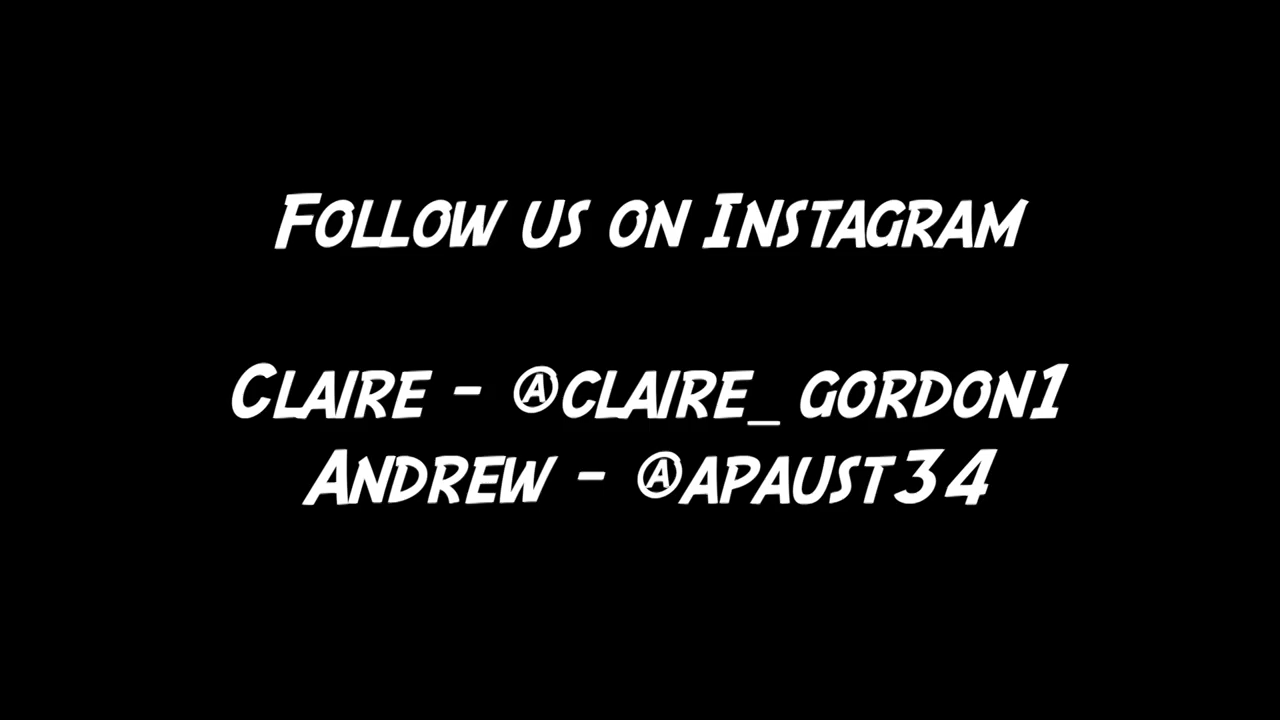 Follow us on Instagram
Claire - @claire_gordon1
Andrew - @apaust34